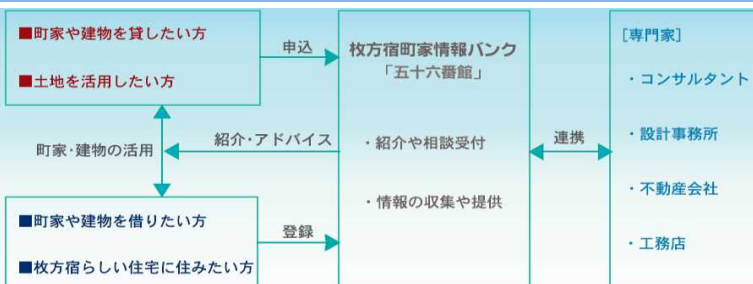 ■町家や建物を貸したい方
■土地を活用したい方
申込
枚方宿町家情報バンク
「五十六番館」
・紹介や相談受付
・情報の収集や提供
紹介・アドバイス
町家・建物の活用
■町家や建物を借りたい方
■枚方宿らしい住宅に住みたい方
登録
連携
［専門家］
・コンサルタント
・設計事務所
・不動産会社
・工務店